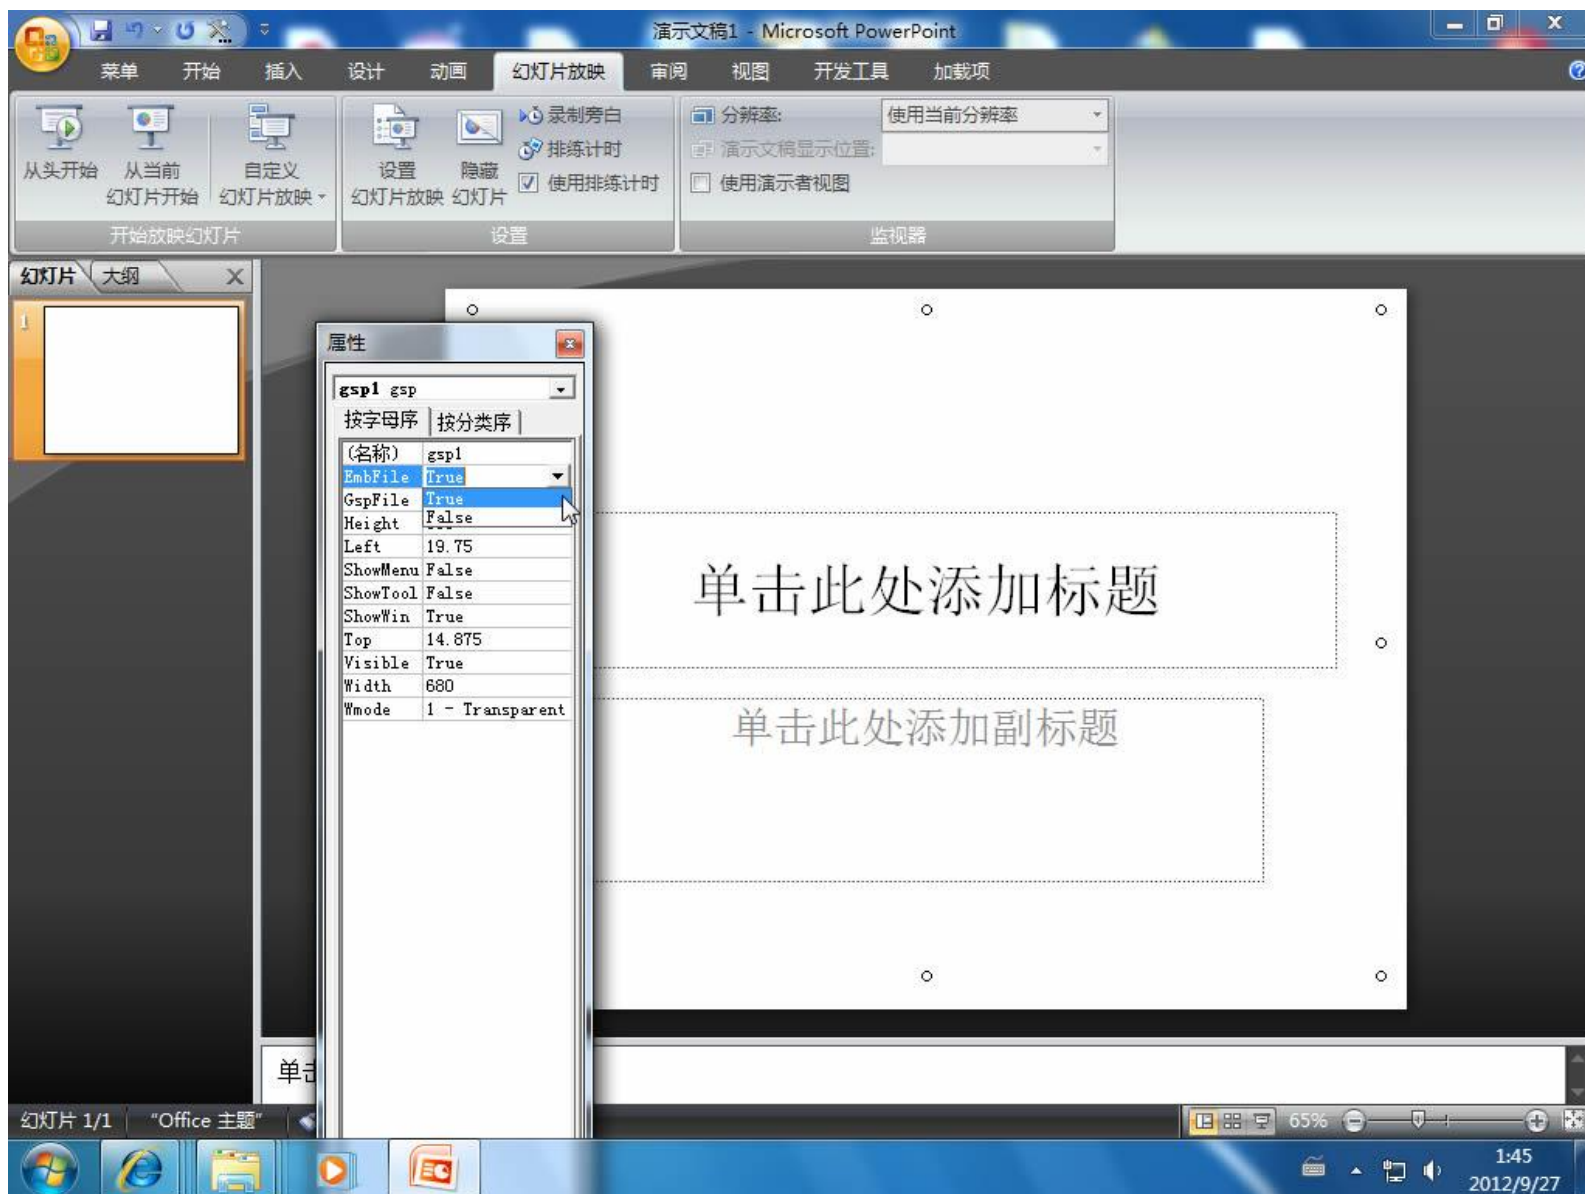 演示文稿1 - Microsoft PowerPoint
菜单 开始 插入 设计 动画 幻灯片放映 审阅 视图 开发工具 加载项
从头开始
从当前
幻灯片开始
自定义
幻灯片放映
开始放映幻灯片
设置
幻灯片放映
隐藏
幻灯片
录制旁白
排练计时
使用排练计时
设置
分辨率: 使用当前分辨率
演示文稿显示位置:
使用演示者视图
监视器
幻灯片 大纲
1
属性
gsp1 gsp
按字母序 按分类序
(名称) gsp1
EmbFile True
GspFile True
Height False
Left 19.75
ShowMenu False
ShowTool False
ShowWin True
Top 14.875
Visible True
Width 680
Wmode 1 - Transparent
单击此处添加标题
单击此处添加副标题
单击
幻灯片 1/1 "Office 主题" 65%
1:45
2012/9/27